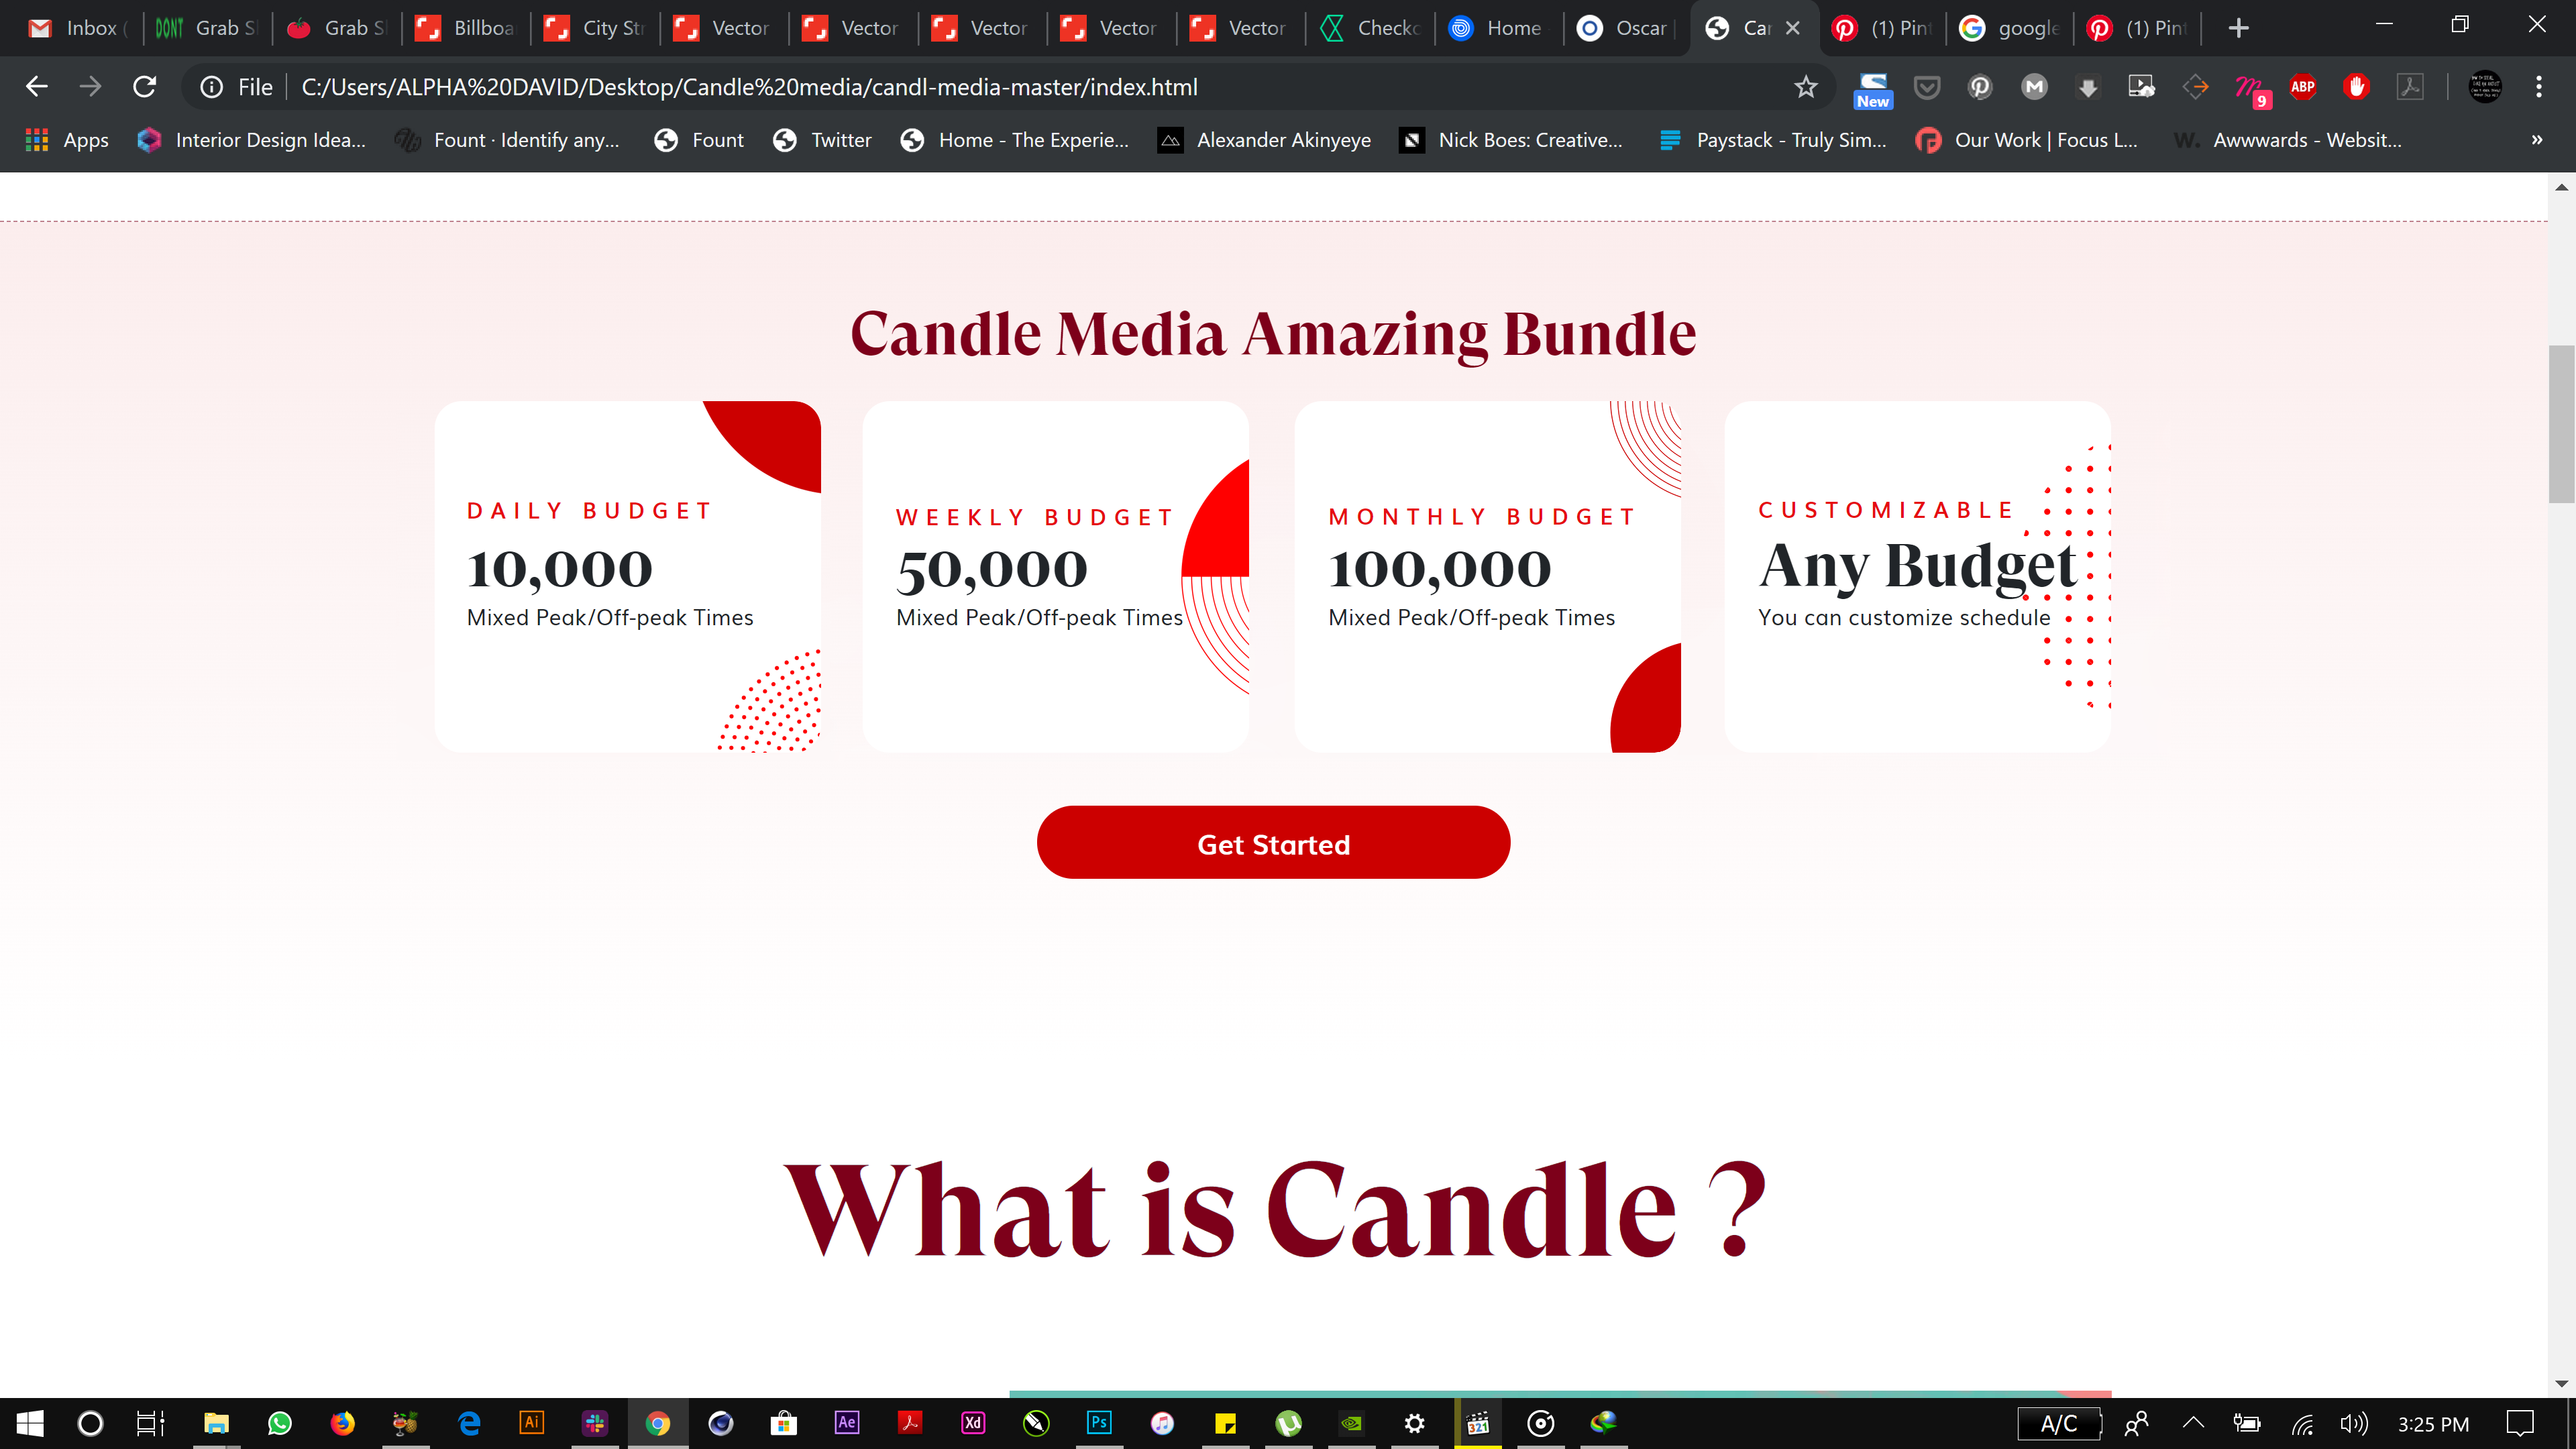 Inbox (
DONT Grab S
Grab S
Billboa
City Str
Vector
Vector
Vector
Vector
Vector
Checko
Home
Oscar |
Car
(1) Pint
google
(1) Pint
File C:/Users/ALPHA%20DAVID/Desktop/Candle%20media/candl-media-master/index.html
New
9
ABP
Apps
Interior Design Idea...
Fount · Identify any...
Fount
Twitter
Home - The Experie...
Alexander Akinyeye
Nick Boes: Creative...
Paystack - Truly Sim...
Our Work | Focus L...
W. Awwwards - Websit...
»
Candle Media Amazing Bundle
DAILY BUDGET
10,000
Mixed Peak/Off-peak Times
WEEKLY BUDGET
50,000
Mixed Peak/Off-peak Times
MONTHLY BUDGET
100,000
Mixed Peak/Off-peak Times
CUSTOMIZABLE
Any Budget
You can customize schedule
Get Started
What is Candle ?
Ai
Ae
Xd
Ps
321
A/C
3:25 PM